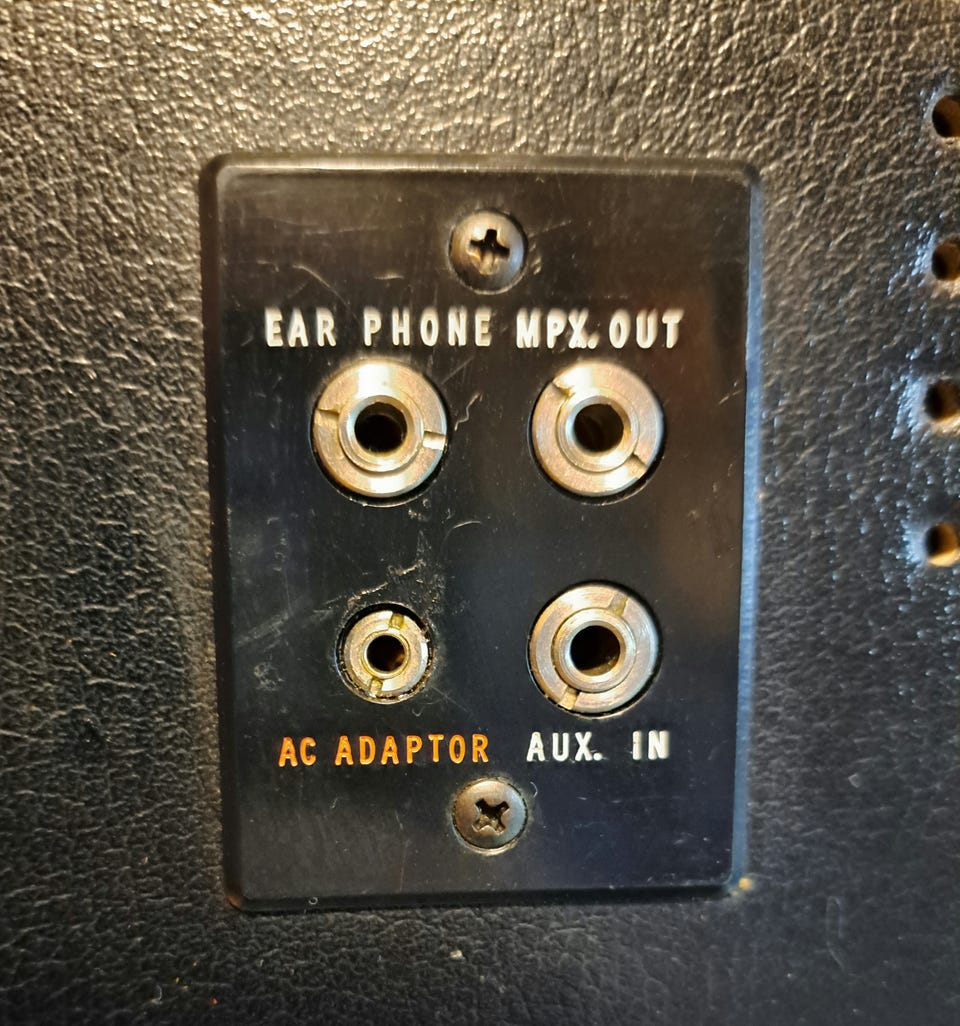 EAR PHONE MPX. OUT
AC ADAPTOR AUX. IN